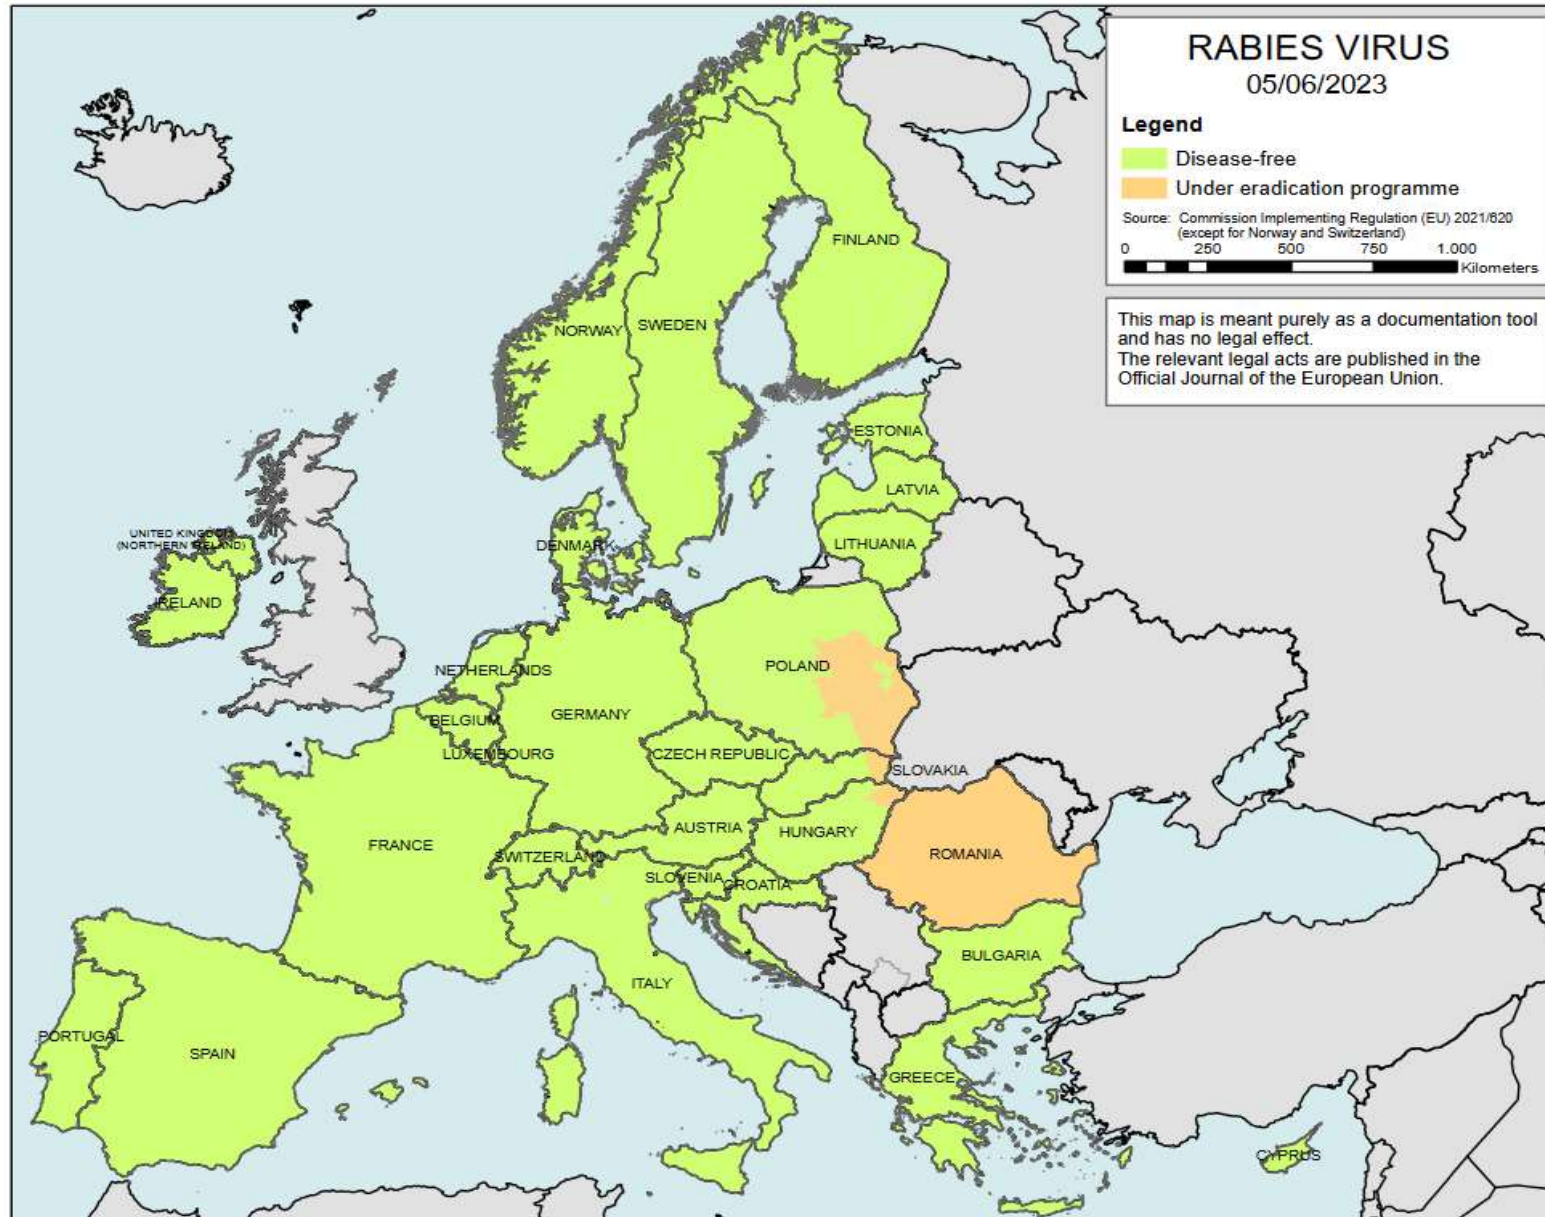 RABIES VIRUS
05/06/2023
Legend
Disease-free
Under eradication programme
Source: Commission Implementing Regulation (EU) 2021/620
(except for Norway and Switzerland)
0 250 500 750 1.000
Kilometers
This map is meant purely as a documentation tool
and has no legal effect.
The relevant legal acts are published in the
Official Journal of the European Union.
FINLAND
NORWAY
SWEDEN
ESTONIA
LATVIA
LITHUANIA
UNITED KINGDOM
(NORTHERN IRELAND)
DENMARK
IRELAND
NETHERLANDS
POLAND
BELGIUM
GERMANY
LUXEMBOURG
CZECH REPUBLIC
SLOVAKIA
FRANCE
AUSTRIA
HUNGARY
SWITZERLAND
ROMANIA
SLOVENIA
CROATIA
BULGARIA
ITALY
PORTUGAL
SPAIN
GREECE
CYPRUS